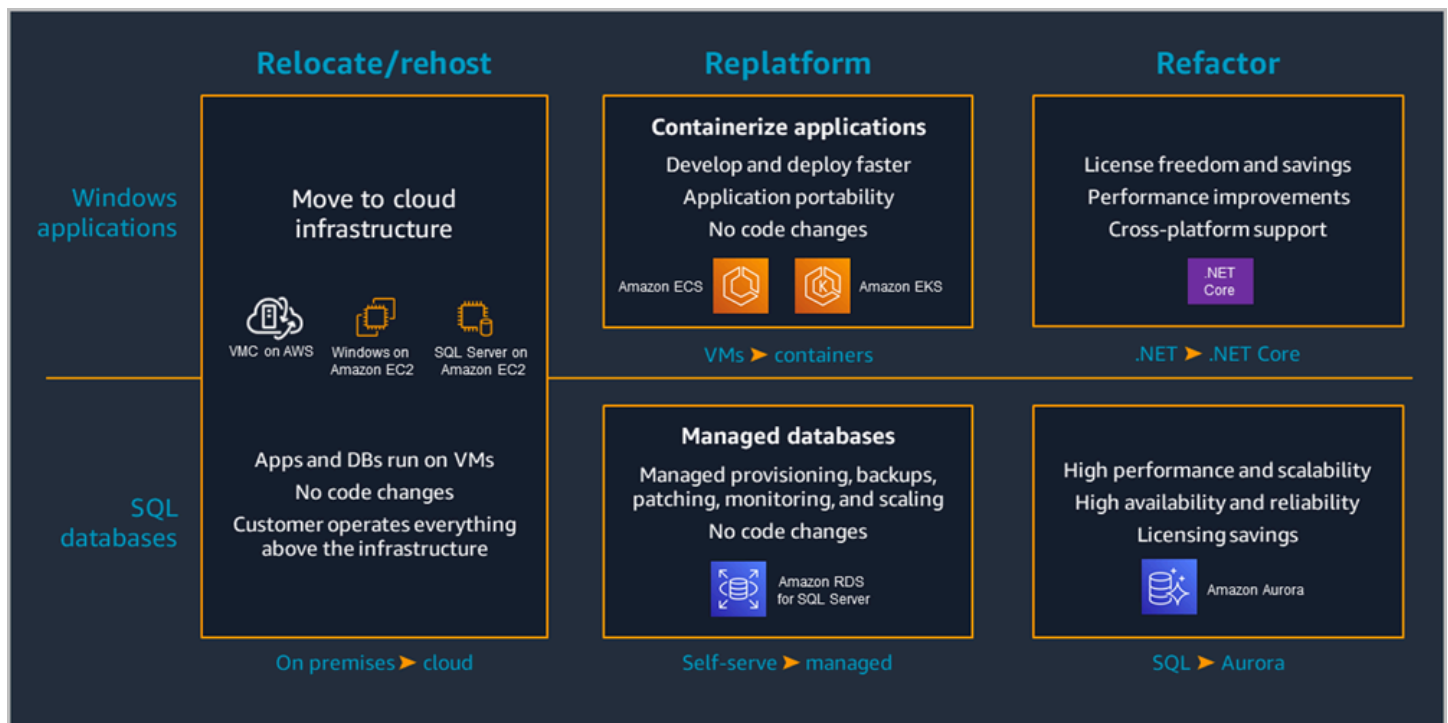 Relocate/rehost
Replatform
Refactor
Windows
applications
Move to cloud
infrastructure
VMC on AWS
Windows on
Amazon EC2
SQL Server on
Amazon EC2
Containerize applications
Develop and deploy faster
Application portability
No code changes
Amazon ECS
K
Amazon EKS
VMs ➤ containers
License freedom and savings
Performance improvements
Cross-platform support
.NET
Core
.NET ➤ .NET Core
SQL
databases
Apps and DBs run on VMs
No code changes
Customer operates everything
above the infrastructure
On premises ➤ cloud
Managed databases
Managed provisioning, backups,
patching, monitoring, and scaling
No code changes
Amazon RDS
for SQL Server
Self-serve ➤ managed
High performance and scalability
High availability and reliability
Licensing savings
Amazon Aurora
SQL ➤ Aurora